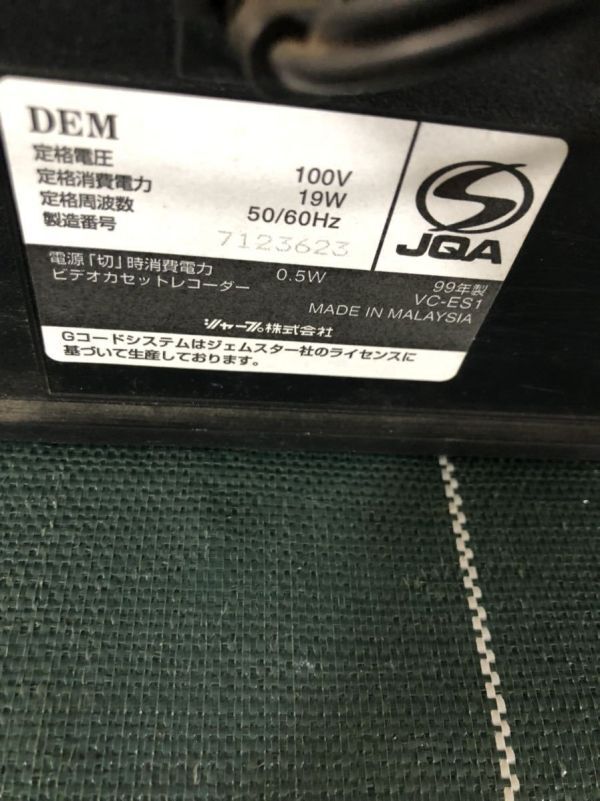 DEM
定格電圧 100V
定格消費電力 19W
定格周波数 50/60Hz
製造番号 7123623
JQA
電源「切」時消費電力 0.5W
ビデオカセットレコーダー
99年製
VC-ES1
MADE IN MALAYSIA
シャープ株式会社
Gコードシステムはジェムスター社のライセンスに
基づいて生産しております。